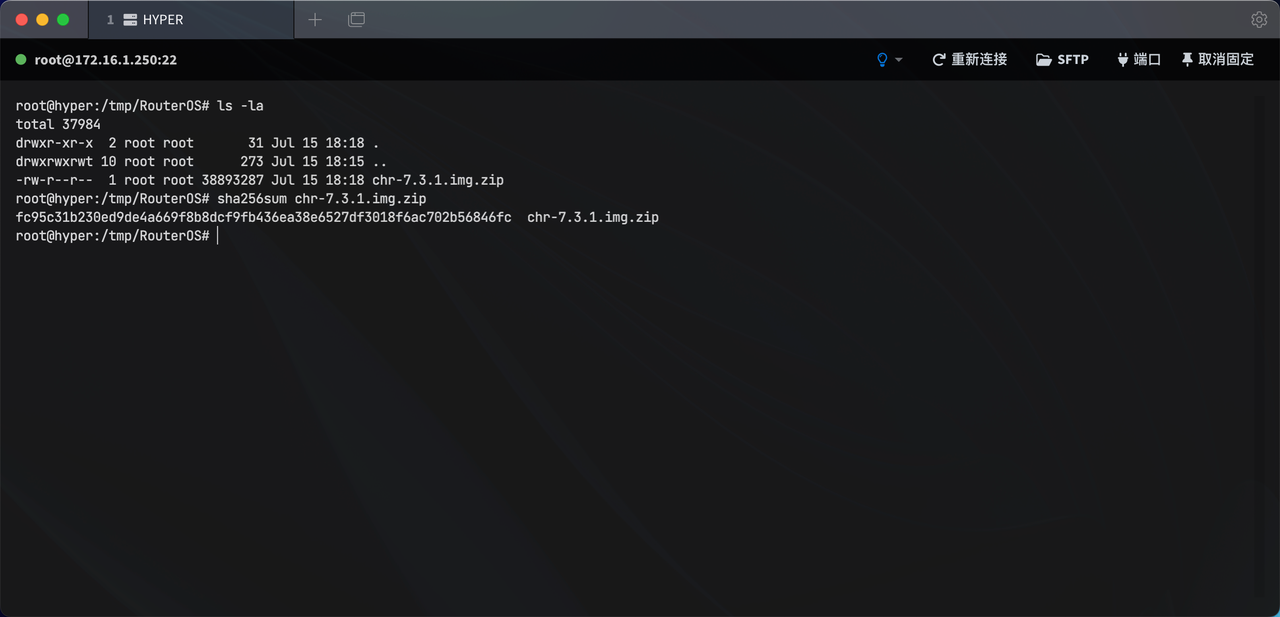 1 HYPER
root@172.16.1.250:22 重新连接 SFTP 端口 取消固定
root@hyper:/tmp/RouterOS# ls -la
total 37984
drwxr-xr-x  2 root root       31 Jul 15 18:18 .
drwxrwxrwt 10 root root      273 Jul 15 18:15 ..
-rw-r--r--  1 root root 38893287 Jul 15 18:18 chr-7.3.1.img.zip
root@hyper:/tmp/RouterOS# sha256sum chr-7.3.1.img.zip
fc95c31b230ed9de4a669f8b8dcf9fb436ea38e6527df3018f6ac702b56846fc  chr-7.3.1.img.zip
root@hyper:/tmp/RouterOS#